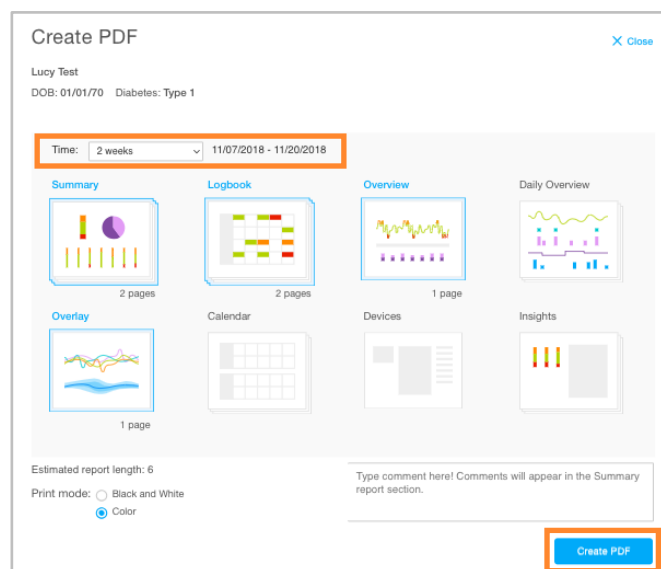 Create PDF
Close
Lucy Test
DOB: 01/01/70 Diabetes: Type 1
Time: 2 weeks 11/07/2018 - 11/20/2018
Summary Logbook Overview Daily Overview
2 pages 2 pages 1 page
Overlay Calendar Devices Insights
1 page
Estimated report length: 6
Type comment here! Comments will appear in the Summary
report section.
Print mode: Black and White
Color
Create PDF